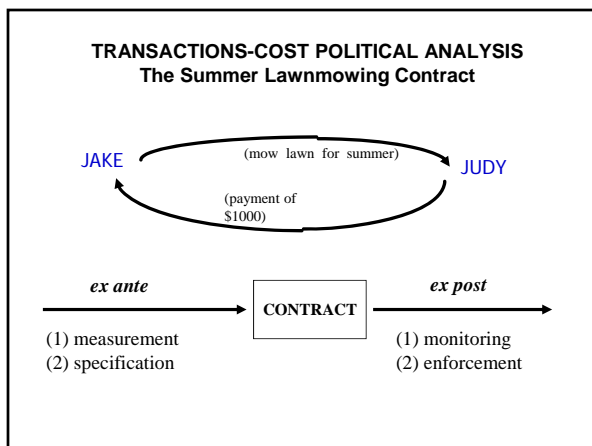 TRANSACTIONS-COST POLITICAL ANALYSIS
The Summer Lawnmowing Contract
JAKE
(mow lawn for summer)
JUDY
(payment of
$1000)
ex ante
CONTRACT
ex post
(1) measurement
(2) specification
(1) monitoring
(2) enforcement